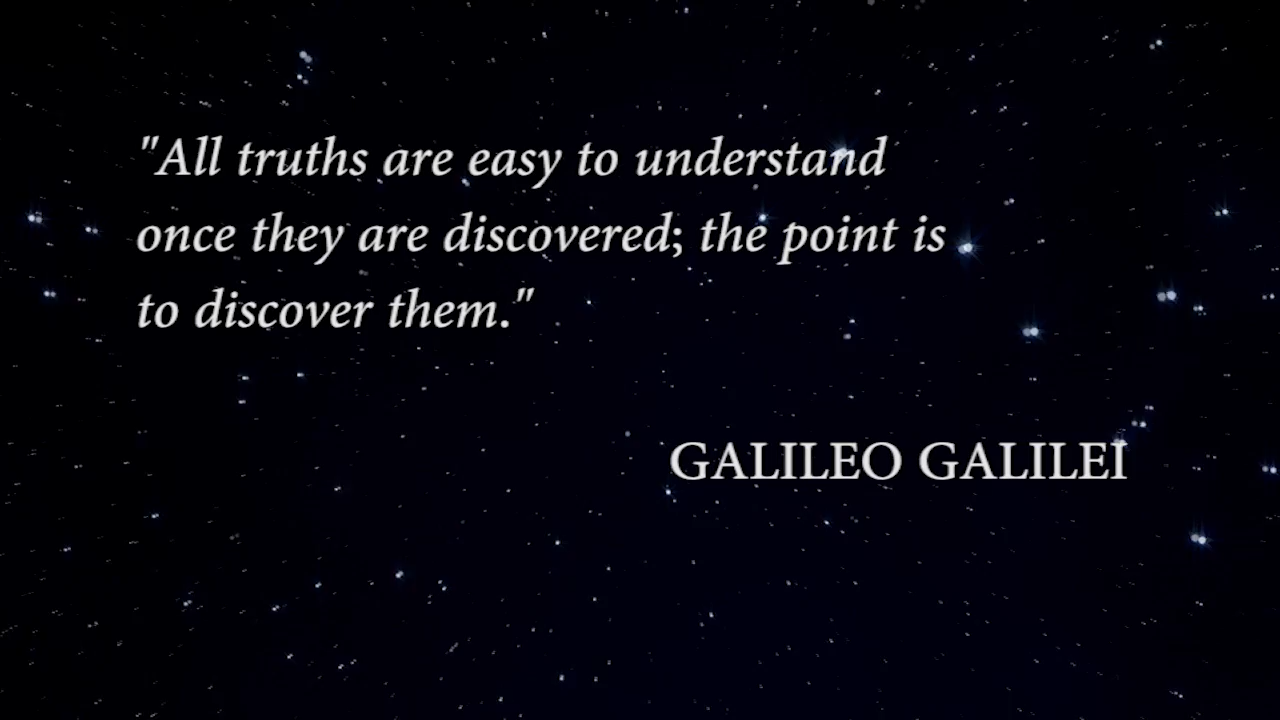 "All truths are easy to understand
once they are discovered; the point is
to discover them."
GALILEO GALILEI